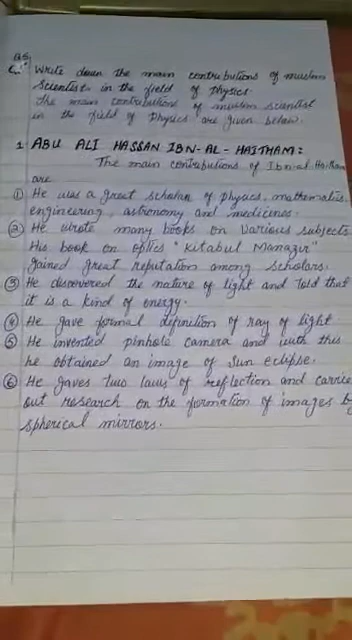 Q5
Q:- Write down the main contributions of muslim
Scientists in the field of Physics.
The main contributions of muslim scientist
in the field of Physics are given below.
1 ABU ALI HASSAN IBN-AL-HAITHAM:
The main contributions of Ibn-al-Haitham
are
① He was a great scholar of physics, mathematics,
engineering, astronomy and medicines.
② He wrote many books on various subjects
His book on optics "Kitabul Manazir"
gained great reputation among scholars.
③ He discovered the nature of light and told that
it is a kind of energy.
④ He gave formal definition of ray of light
⑤ He invented pinhole camera and with this
he obtained an image of Sun eclipse.
⑥ He gaves two laws of reflection and carrie
out research on the formation of images b
spherical mirrors.